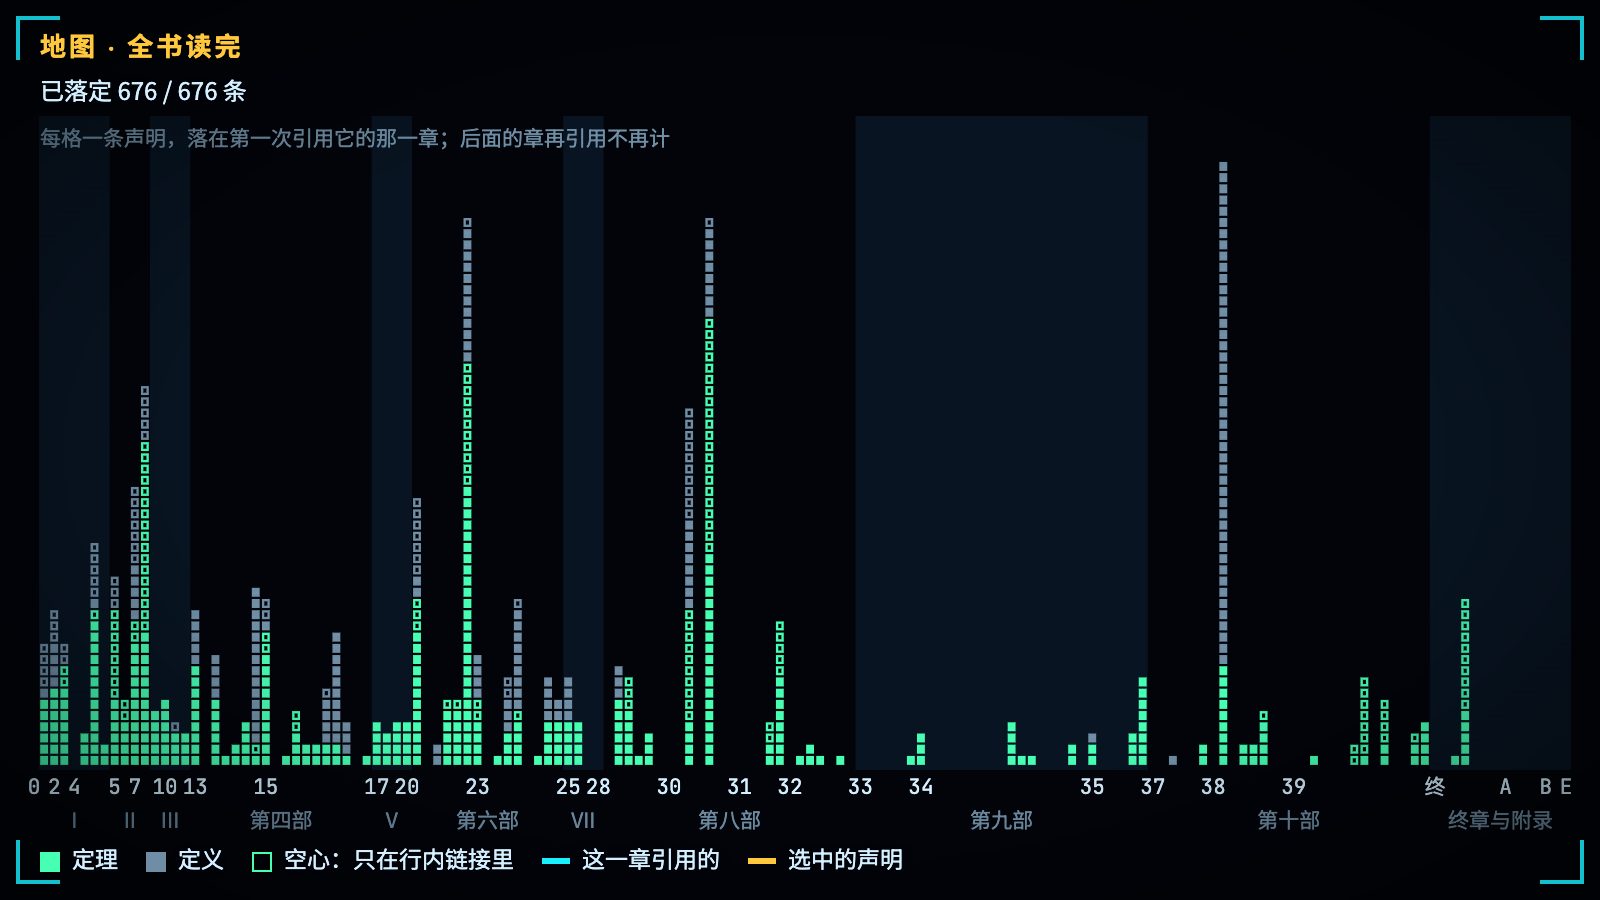 地图 · 全书读完
已落定 676 / 676 条
每格一条声明，落在第一次引用它的那一章；后面的章再引用不再计
0 2 4 5 7 10 13 15 17 20 23 25 28 30 31 32 33 34 35 37 38 39 终 A B E
I II III 第四部 V 第六部 VII 第八部 第九部 第十部 终章与附录
定理 定义 空心：只在行内链接里 这一章引用的 选中的声明